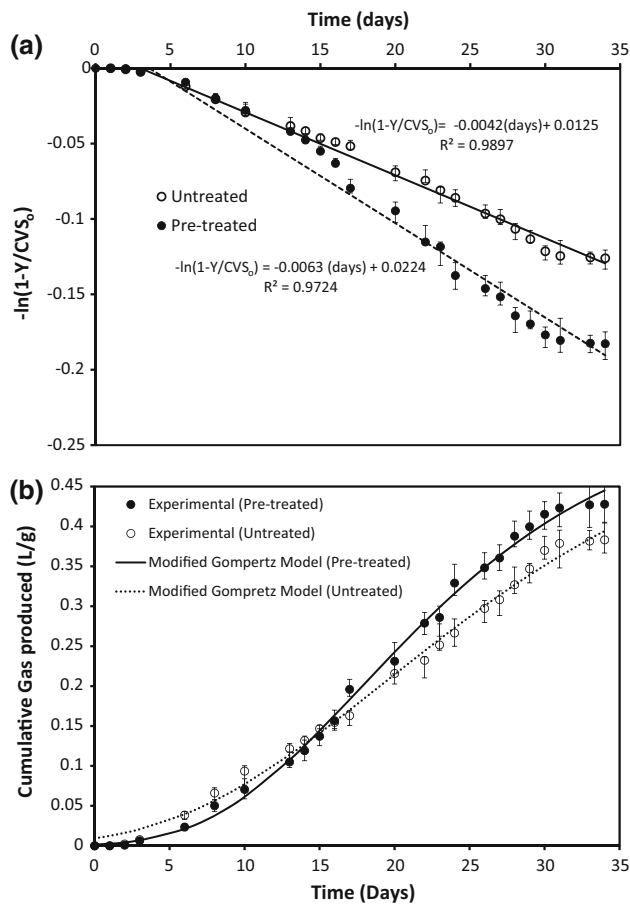 Time (days)
(a)
0 5 10 15 20 25 30 35
0
-0.05
-0.1
-0.15
-0.2
-0.25
-ln(1-Y/CVSo)
-ln(1-Y/CVSo)= -0.0042(days)+ 0.0125
R² = 0.9897
Untreated
Pre-treated
-ln(1-Y/CVSo) = -0.0063 (days) + 0.0224
R² = 0.9724
(b)
0.45
0.4
0.35
0.3
0.25
0.2
0.15
0.1
0.05
0
Cumulative Gas produced (L/g)
Experimental (Pre-treated)
Experimental (Untreated)
Modified Gompertz Model (Pre-treated)
Modified Gompretz Model (Untreated)
0 5 10 15 20 25 30 35
Time (Days)